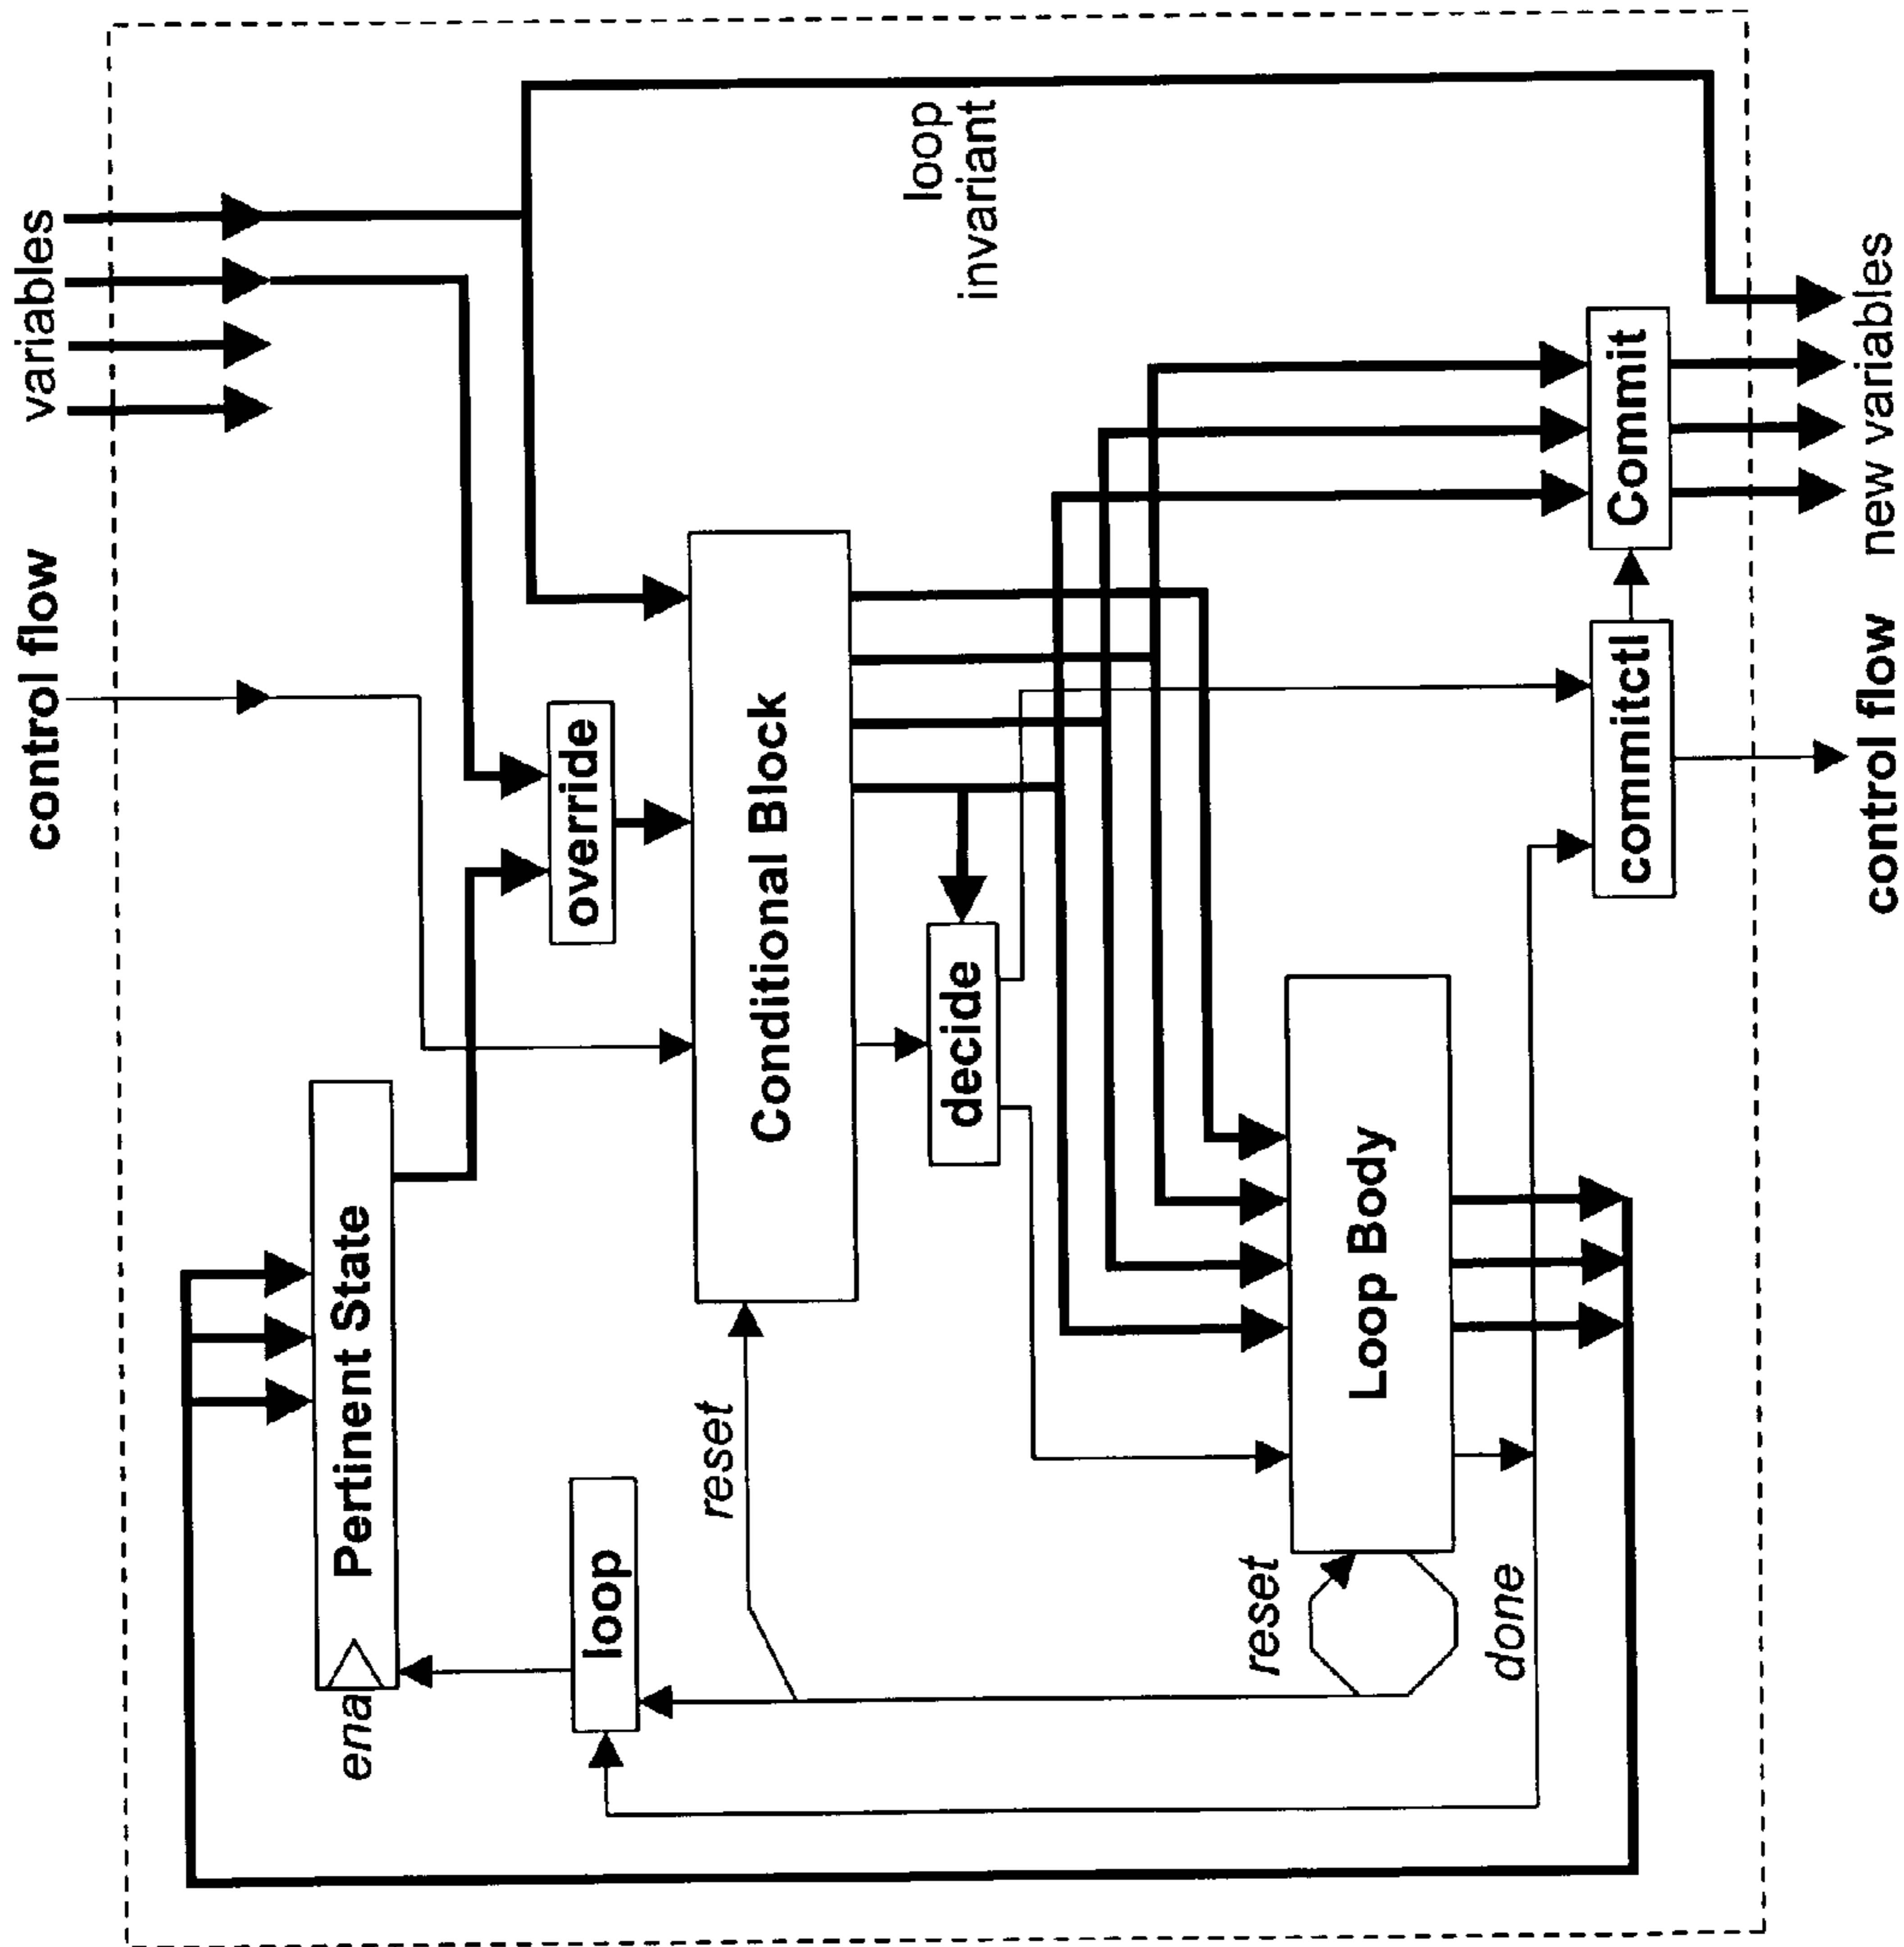 control flow
variables
ena
Pertinent State
loop
override
reset
Conditional Block
loop
invariant
decide
reset
Loop Body
done
commitctl
Commit
control flow
new variables